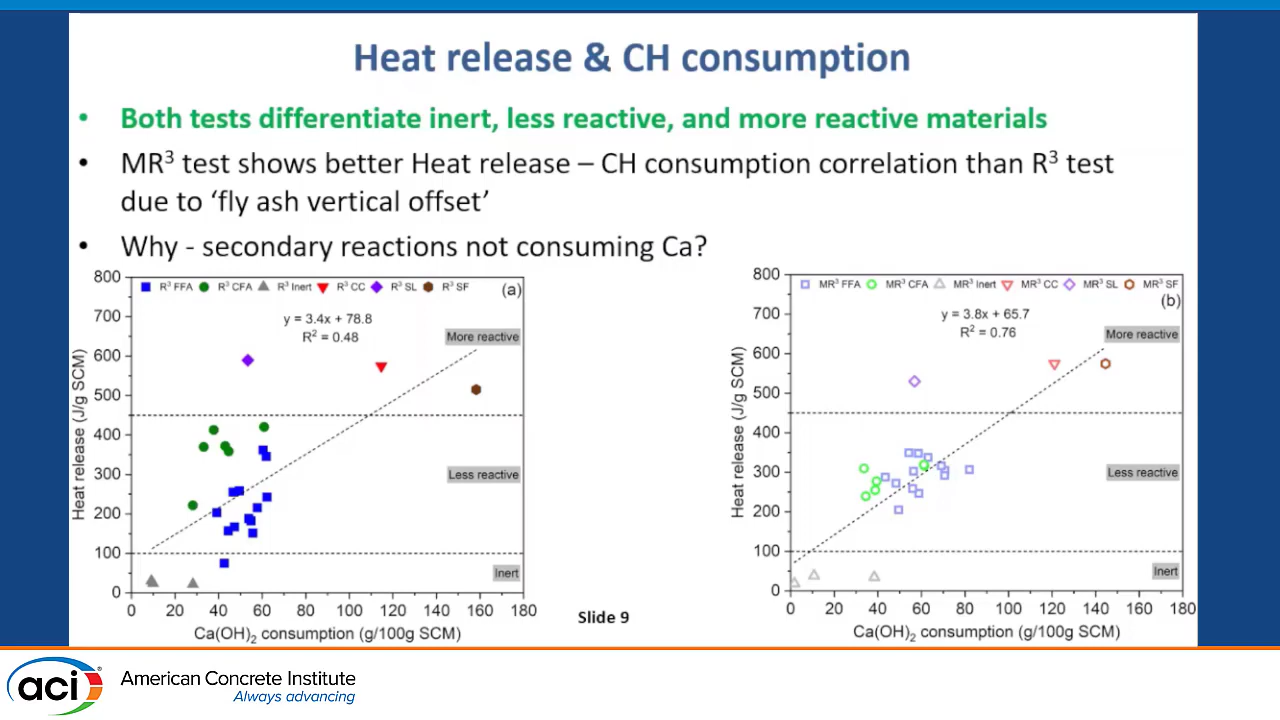 Heat release & CH consumption
• Both tests differentiate inert, less reactive, and more reactive materials
• MR³ test shows better Heat release – CH consumption correlation than R³ test
due to ‘fly ash vertical offset’
• Why - secondary reactions not consuming Ca?
R³ FFA R³ CFA R³ Inert R³ CC R³ SL R³ SF
(a)
y = 3.4x + 78.8
R² = 0.48
More reactive
Less reactive
Inert
800
700
600
500
400
300
200
100
0
Heat release (J/g SCM)
0 20 40 60 80 100 120 140 160 180
Ca(OH)₂ consumption (g/100g SCM)
Slide 9
MR³ FFA MR³ CFA MR³ Inert MR³ CC MR³ SL MR³ SF
(b)
y = 3.8x + 65.7
R² = 0.76
More reactive
Less reactive
Inert
800
700
600
500
400
300
200
100
0
Heat release (J/g SCM)
0 20 40 60 80 100 120 140 160 180
Ca(OH)₂ consumption (g/100g SCM)
aci®
American Concrete Institute
Always advancing